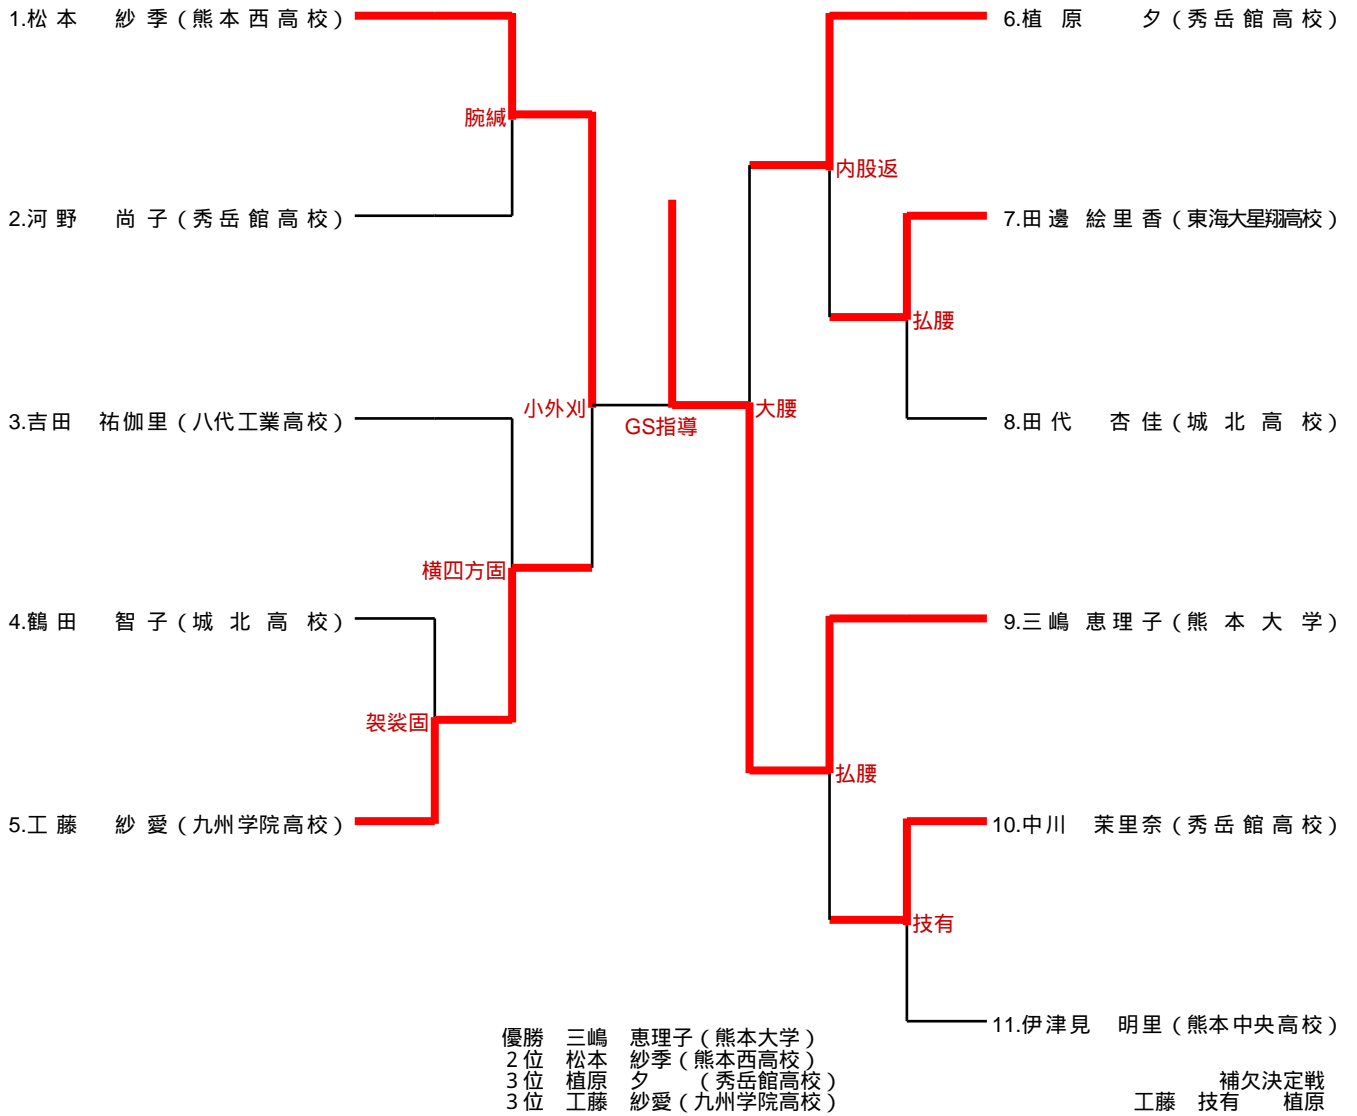 1.松本 紗季(熊本西高校)
腕緘
2.河野 尚子(秀岳館高校)
3.吉田 祐伽里(八代工業高校)
小外刈
横四方固
4.鶴田 智子(城北高校)
袈裟固
5.工藤 紗愛(九州学院高校)
GS指導
6.植原 夕(秀岳館高校)
内股返
7.田邊 絵里香(東海大星翔高校)
払腰
8.田代 杏佳(城北高校)
大腰
9.三嶋 恵理子(熊本大学)
払腰
10.中川 茉里奈(秀岳館高校)
技有
11.伊津見 明里(熊本中央高校)
優勝 三嶋 恵理子(熊本大学)
2位 松本 紗季(熊本西高校)
3位 植原 夕 (秀岳館高校)
3位 工藤 紗愛(九州学院高校)
補欠決定戦
工藤 技有 植原